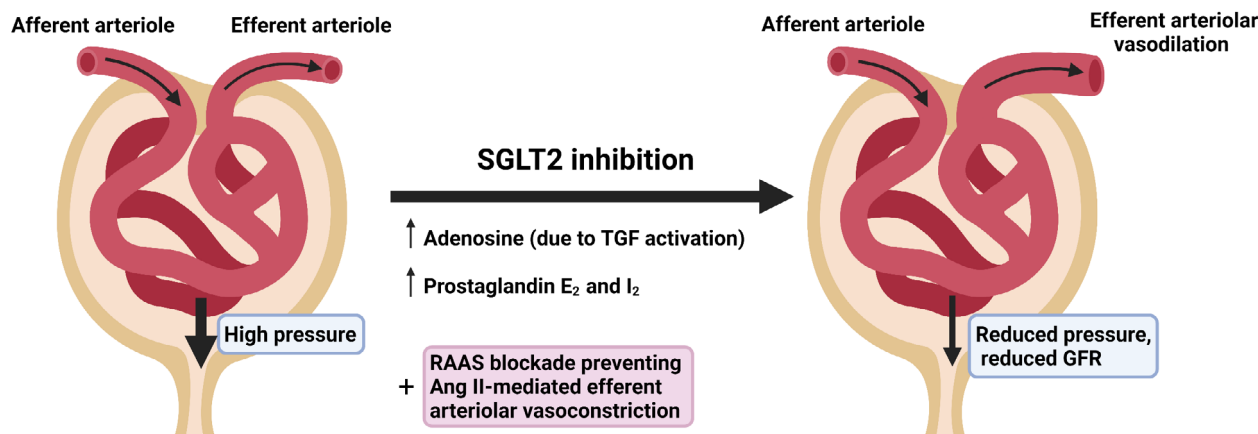 Afferent arteriole
Efferent arteriole
High pressure
SGLT2 inhibition
↑ Adenosine (due to TGF activation)
↑ Prostaglandin E₂ and I₂
+
RAAS blockade preventing
Ang II-mediated efferent
arteriolar vasoconstriction
Afferent arteriole
Efferent arteriolar
vasodilation
Reduced pressure,
reduced GFR